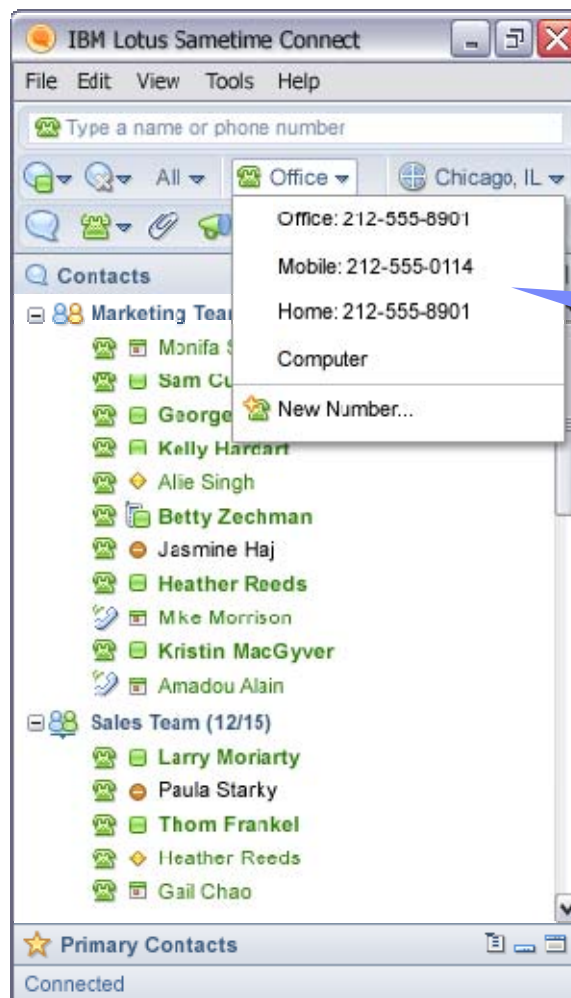 IBM Lotus Sametime Connect
File Edit View Tools Help
Type a name or phone number
All Office Chicago, IL
Office: 212-555-8901
Mobile: 212-555-0114
Home: 212-555-8901
Computer
New Number...
Contacts
Marketing
Monifa
Sam
George
Kelly Hardart
Alie Singh
Betty Zechman
Jasmine Haj
Heather Reeds
Mike Morrison
Kristin MacGyver
Amadou Alain
Sales Team (12/15)
Larry Moriarty
Paula Starky
Thom Frankel
Heather Reeds
Gail Chao
Primary Contacts
Connected